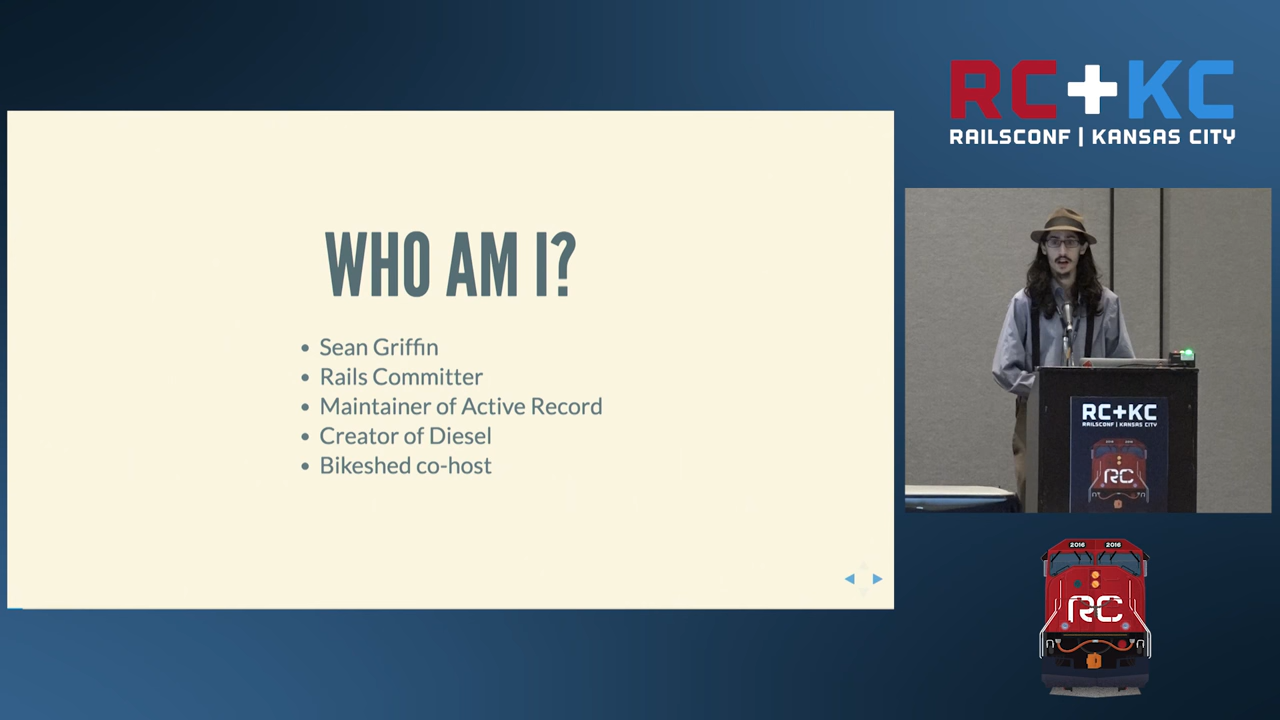 WHO AM I?
Sean Griffin
Rails Committer
Maintainer of Active Record
Creator of Diesel
Bikeshed co-host
RC+KC
RAILSCONF | KANSAS CITY
RC+KC
RAILSCONF | KANSAS CITY
RC
2016 2016
RC